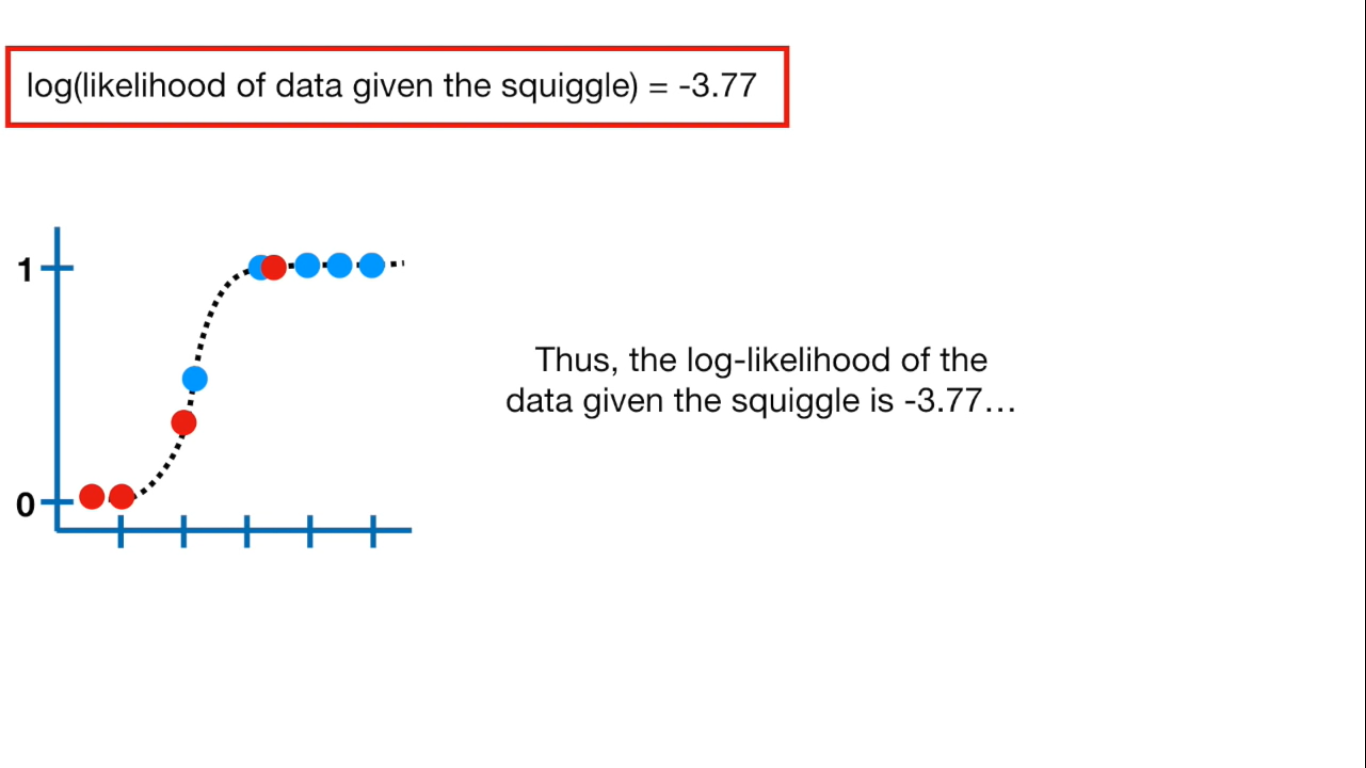 log(likelihood of data given the squiggle) = -3.77
1
0
Thus, the log-likelihood of the
data given the squiggle is -3.77…